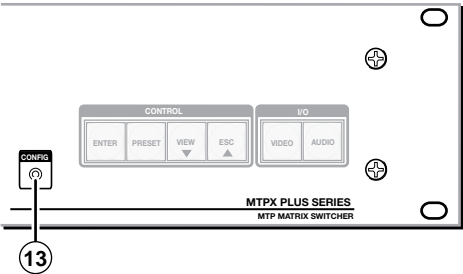 CONTROL
I/O
ENTER
PRESET
VIEW
ESC
VIDEO
AUDIO
CONFIG
MTPX PLUS SERIES
MTP MATRIX SWITCHER
13